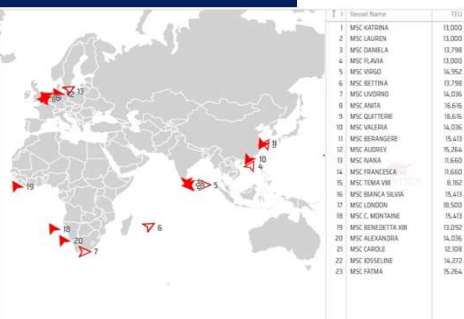 Vessel Name TEU
1 MSC KATRINA 13,000
2 MSC LAUREN 13,000
3 MSC DANIELA 13,798
4 MSC FLAVIA 13,000
5 MSC VIRGO 14,952
6 MSC BETTINA 13,798
7 MSC LIVORNO 14,036
8 MSC ANITA 16,616
9 MSC QUITTERIE 16,616
10 MSC VALERIA 14,036
11 MSC BERANGERE 15,413
12 MSC AUDREY 15,264
13 MSC IVANA 11,660
14 MSC FRANCESCA 11,660
15 MSC TEMA VIII 8,182
16 MSC BIANCA SILVIA 15,413
17 MSC LONDON 18,500
18 MSC C. MONTAINE 15,413
19 MSC BENEDETTA XIII 13,092
20 MSC ALEXANDRA 14,036
21 MSC CAROLE 12,108
22 MSC JOSSELINE 14,272
23 MSC FATMA 15,264
13
10
4
19
5
18
6
20
7